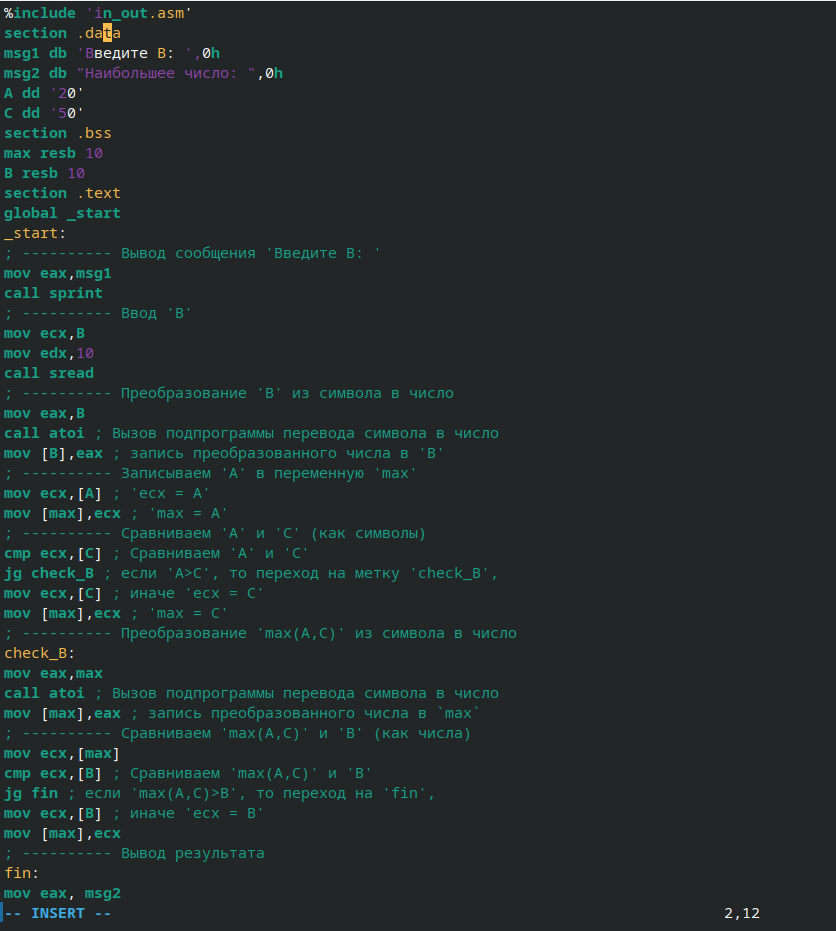 %include 'in_out.asm'
section .data
msg1 db 'Введите B: ',0h
msg2 db "Наибольшее число: ",0h
A dd '20'
C dd '50'
section .bss
max resb 10
B resb 10
section .text
global _start
_start:
; ---------- Вывод сообщения 'Введите B: '
mov eax,msg1
call sprint
; ---------- Ввод 'B'
mov ecx,B
mov edx,10
call sread
; ---------- Преобразование 'B' из символа в число
mov eax,B
call atoi ; Вызов подпрограммы перевода символа в число
mov [B],eax ; запись преобразованного числа в 'B'
; ---------- Записываем 'A' в переменную 'max'
mov ecx,[A] ; 'ecx = A'
mov [max],ecx ; 'max = A'
; ---------- Сравниваем 'A' и 'С' (как символы)
cmp ecx,[C] ; Сравниваем 'A' и 'С'
jg check_B ; если 'A>C', то переход на метку 'check_B',
mov ecx,[C] ; иначе 'ecx = C'
mov [max],ecx ; 'max = C'
; ---------- Преобразование 'max(A,C)' из символа в число
check_B:
mov eax,max
call atoi ; Вызов подпрограммы перевода символа в число
mov [max],eax ; запись преобразованного числа в `max`
; ---------- Сравниваем 'max(A,C)' и 'B' (как числа)
mov ecx,[max]
cmp ecx,[B] ; Сравниваем 'max(A,C)' и 'B'
jg fin ; если 'max(A,C)>B', то переход на 'fin',
mov ecx,[B] ; иначе 'ecx = B'
mov [max],ecx
; ---------- Вывод результата
fin:
mov eax, msg2
-- INSERT -- 2,12